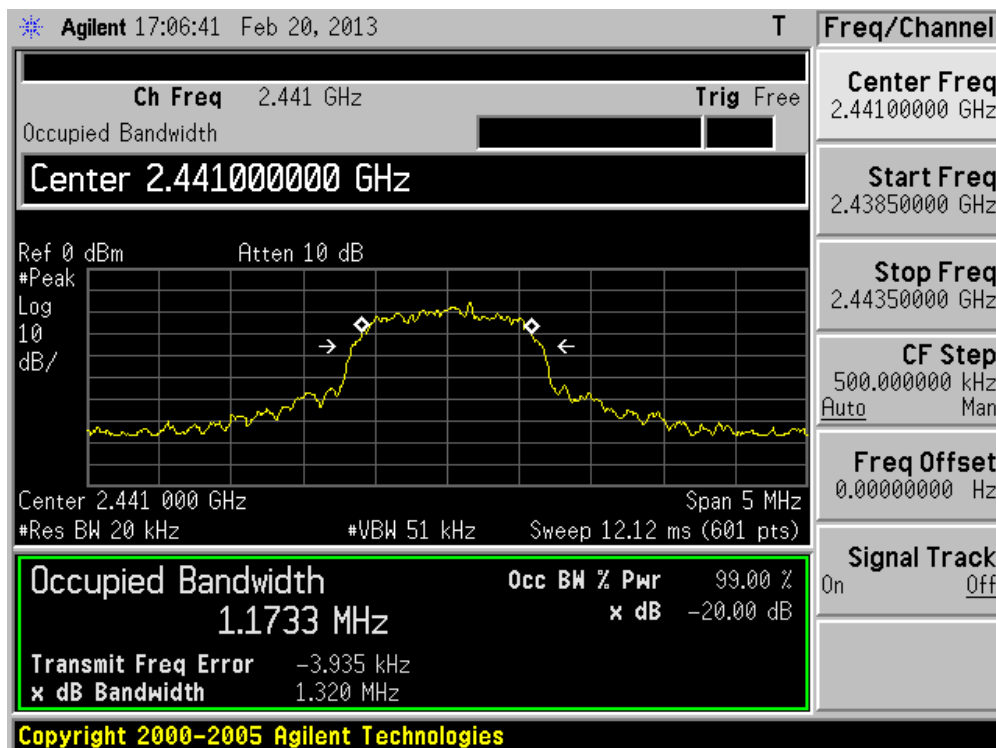 Agilent 17:06:41 Feb 20, 2013 T
Ch Freq 2.441 GHz Trig Free
Occupied Bandwidth
Center 2.441000000 GHz
Ref 0 dBm Atten 10 dB
#Peak
Log
10
dB/
Center 2.441 000 GHz Span 5 MHz
#Res BW 20 kHz #VBW 51 kHz Sweep 12.12 ms (601 pts)
Occupied Bandwidth
1.1733 MHz
Occ BW % Pwr 99.00 %
x dB -20.00 dB
Transmit Freq Error -3.935 kHz
x dB Bandwidth 1.320 MHz
Copyright 2000-2005 Agilent Technologies
Freq/Channel
Center Freq
2.44100000 GHz
Start Freq
2.43850000 GHz
Stop Freq
2.44350000 GHz
CF Step
500.000000 kHz
Auto Man
Freq Offset
0.00000000 Hz
Signal Track
On Off